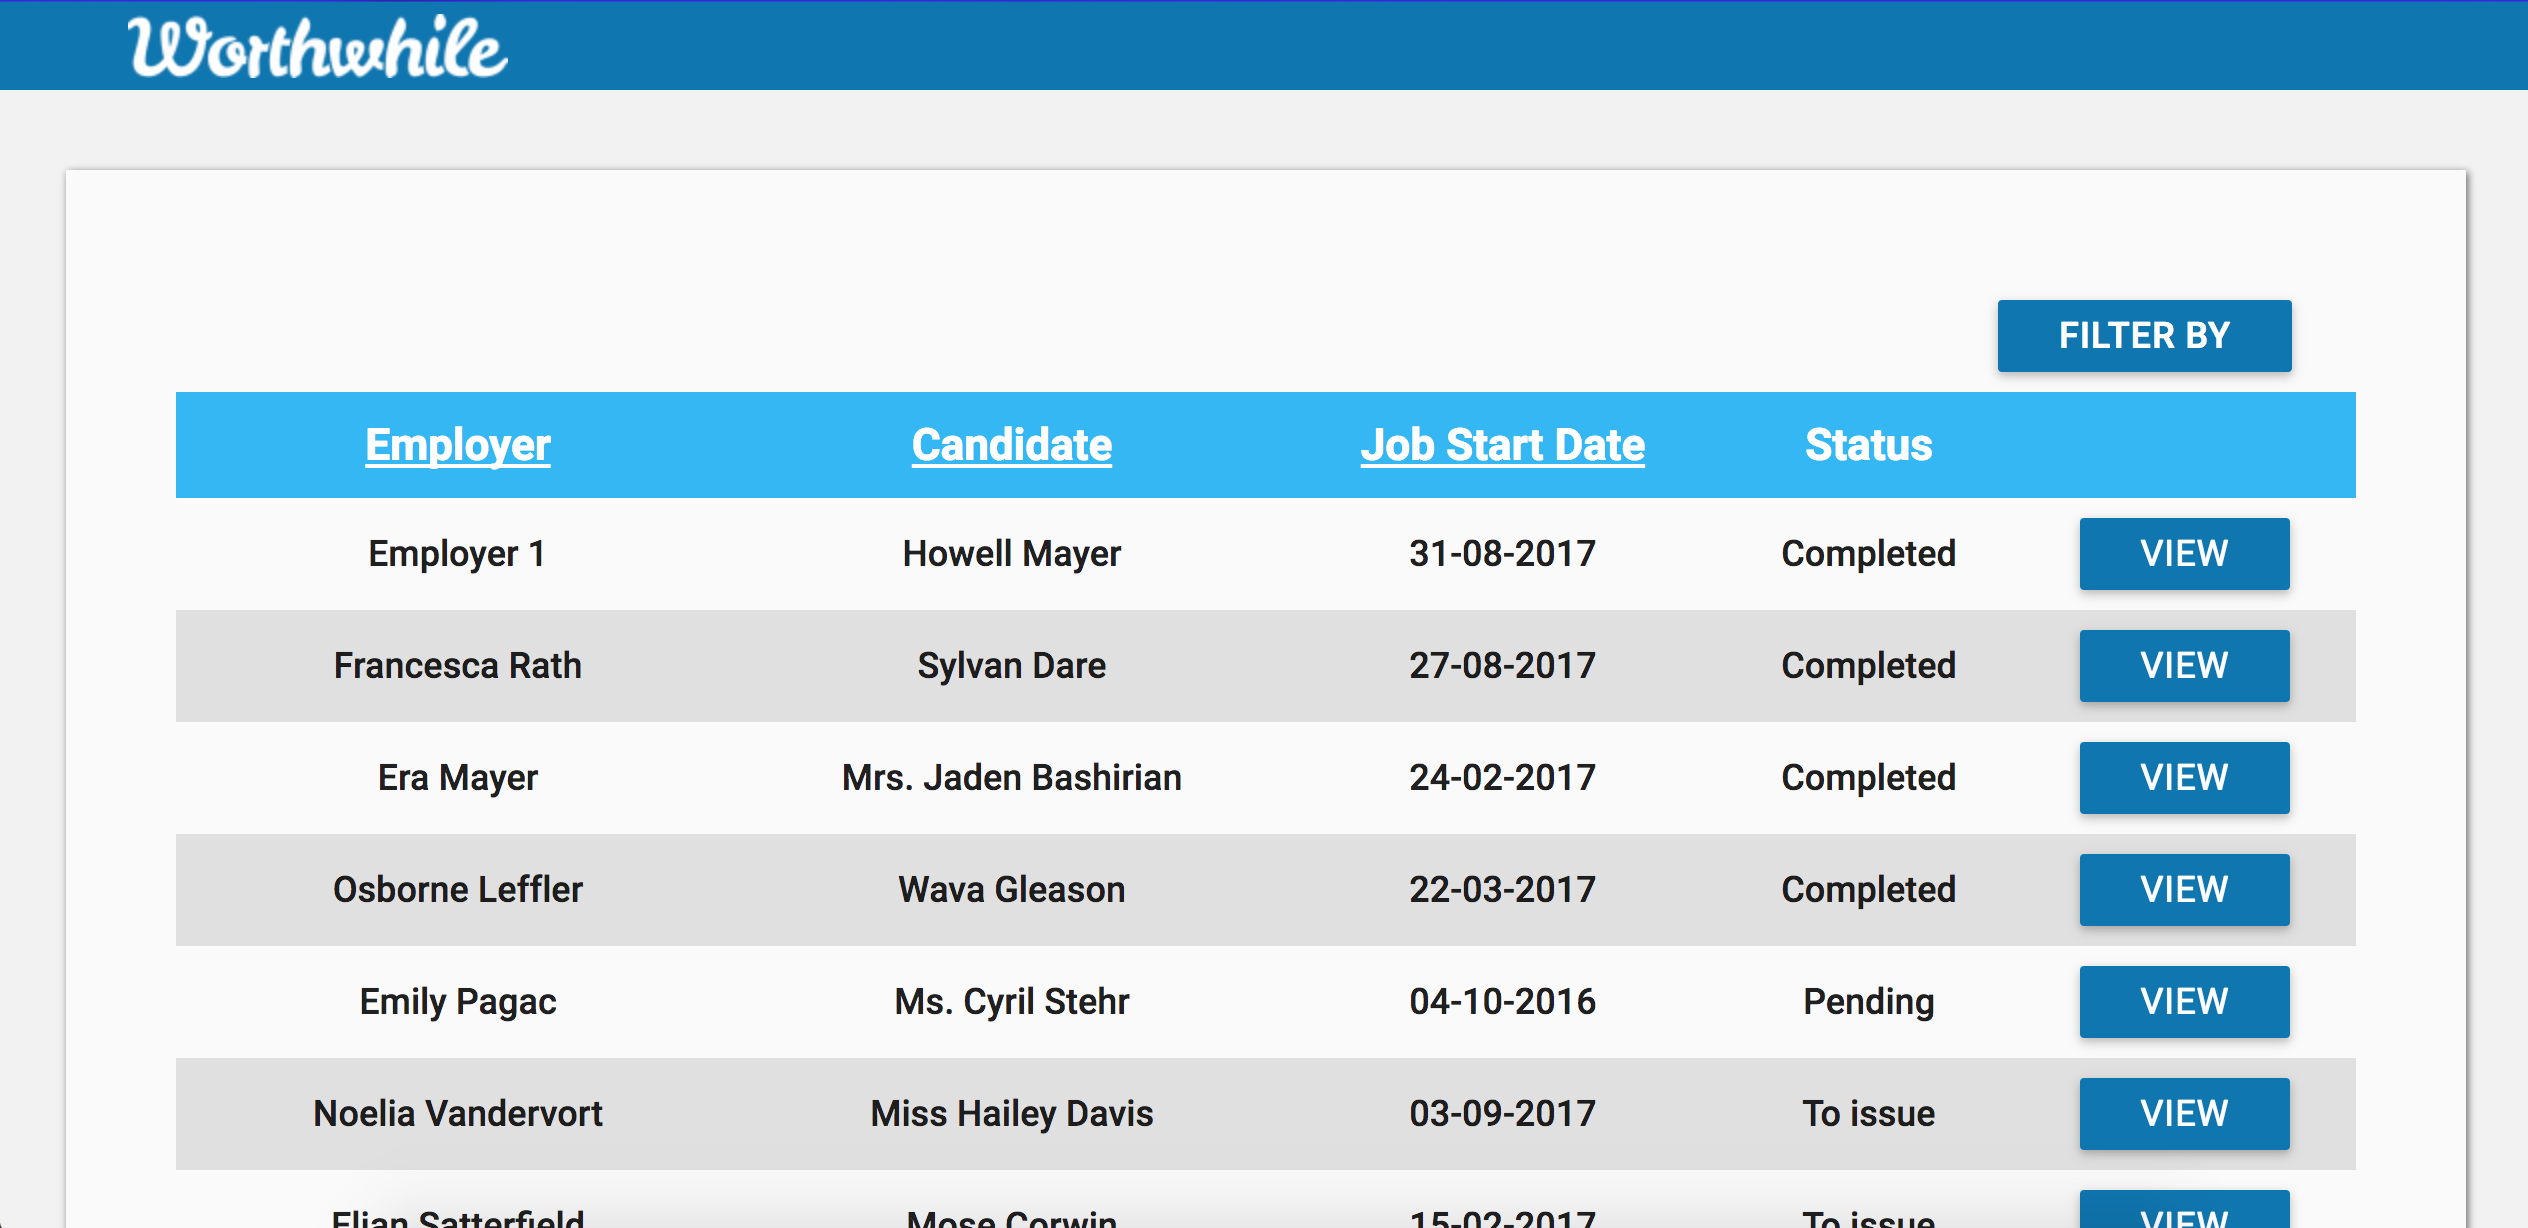 Worthwhile
FILTER BY
Employer Candidate Job Start Date Status
Employer 1 Howell Mayer 31-08-2017 Completed VIEW
Francesca Rath Sylvan Dare 27-08-2017 Completed VIEW
Era Mayer Mrs. Jaden Bashirian 24-02-2017 Completed VIEW
Osborne Leffler Wava Gleason 22-03-2017 Completed VIEW
Emily Pagac Ms. Cyril Stehr 04-10-2016 Pending VIEW
Noelia Vandervort Miss Hailey Davis 03-09-2017 To issue VIEW
Elian Satterfield Mose Corwin 15-02-2017 To issue VIEW